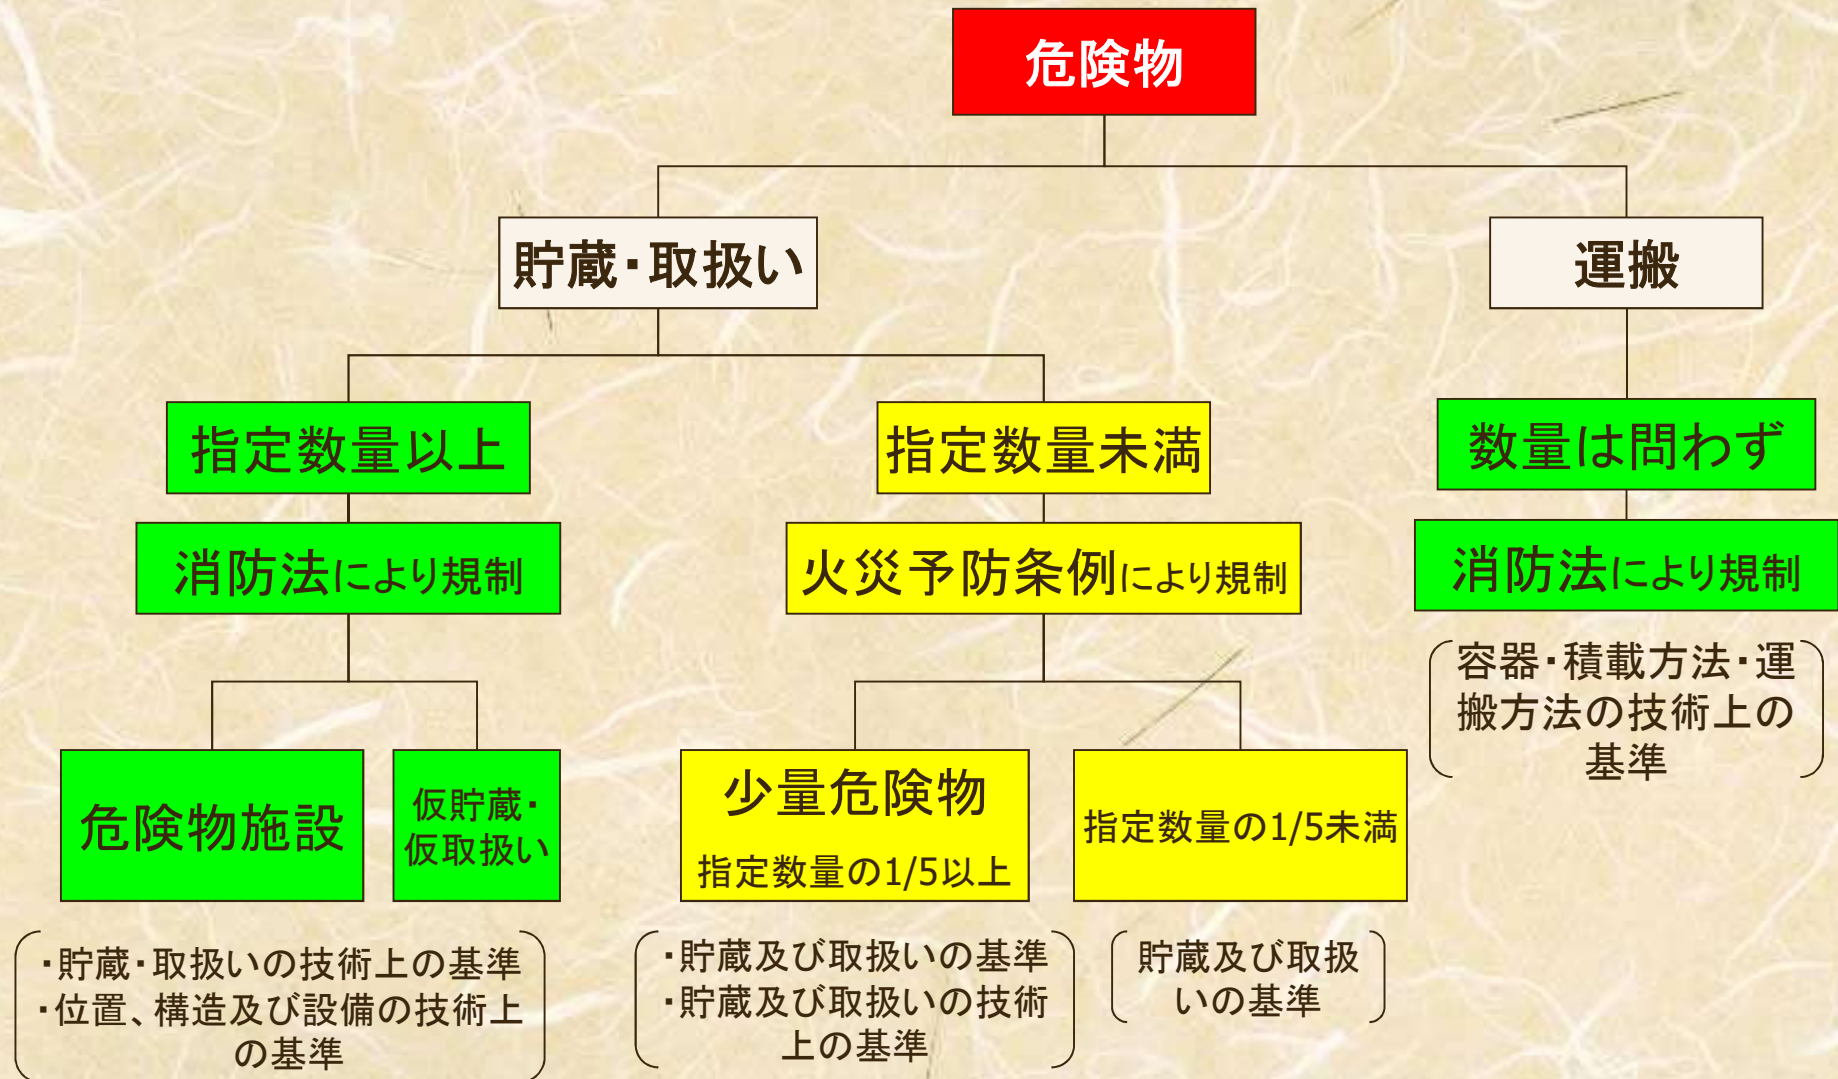 危険物
貯蔵・取扱い
運搬
指定数量以上
指定数量未満
数量は問わず
消防法により規制
火災予防条例により規制
消防法により規制
容器・積載方法・運
搬方法の技術上の
基準
危険物施設
仮貯蔵・
仮取扱い
少量危険物
指定数量の1/5以上
指定数量の1/5未満
・貯蔵・取扱いの技術上の基準
・位置、構造及び設備の技術上
の基準
・貯蔵及び取扱いの基準
・貯蔵及び取扱いの技術
上の基準
貯蔵及び取扱
いの基準